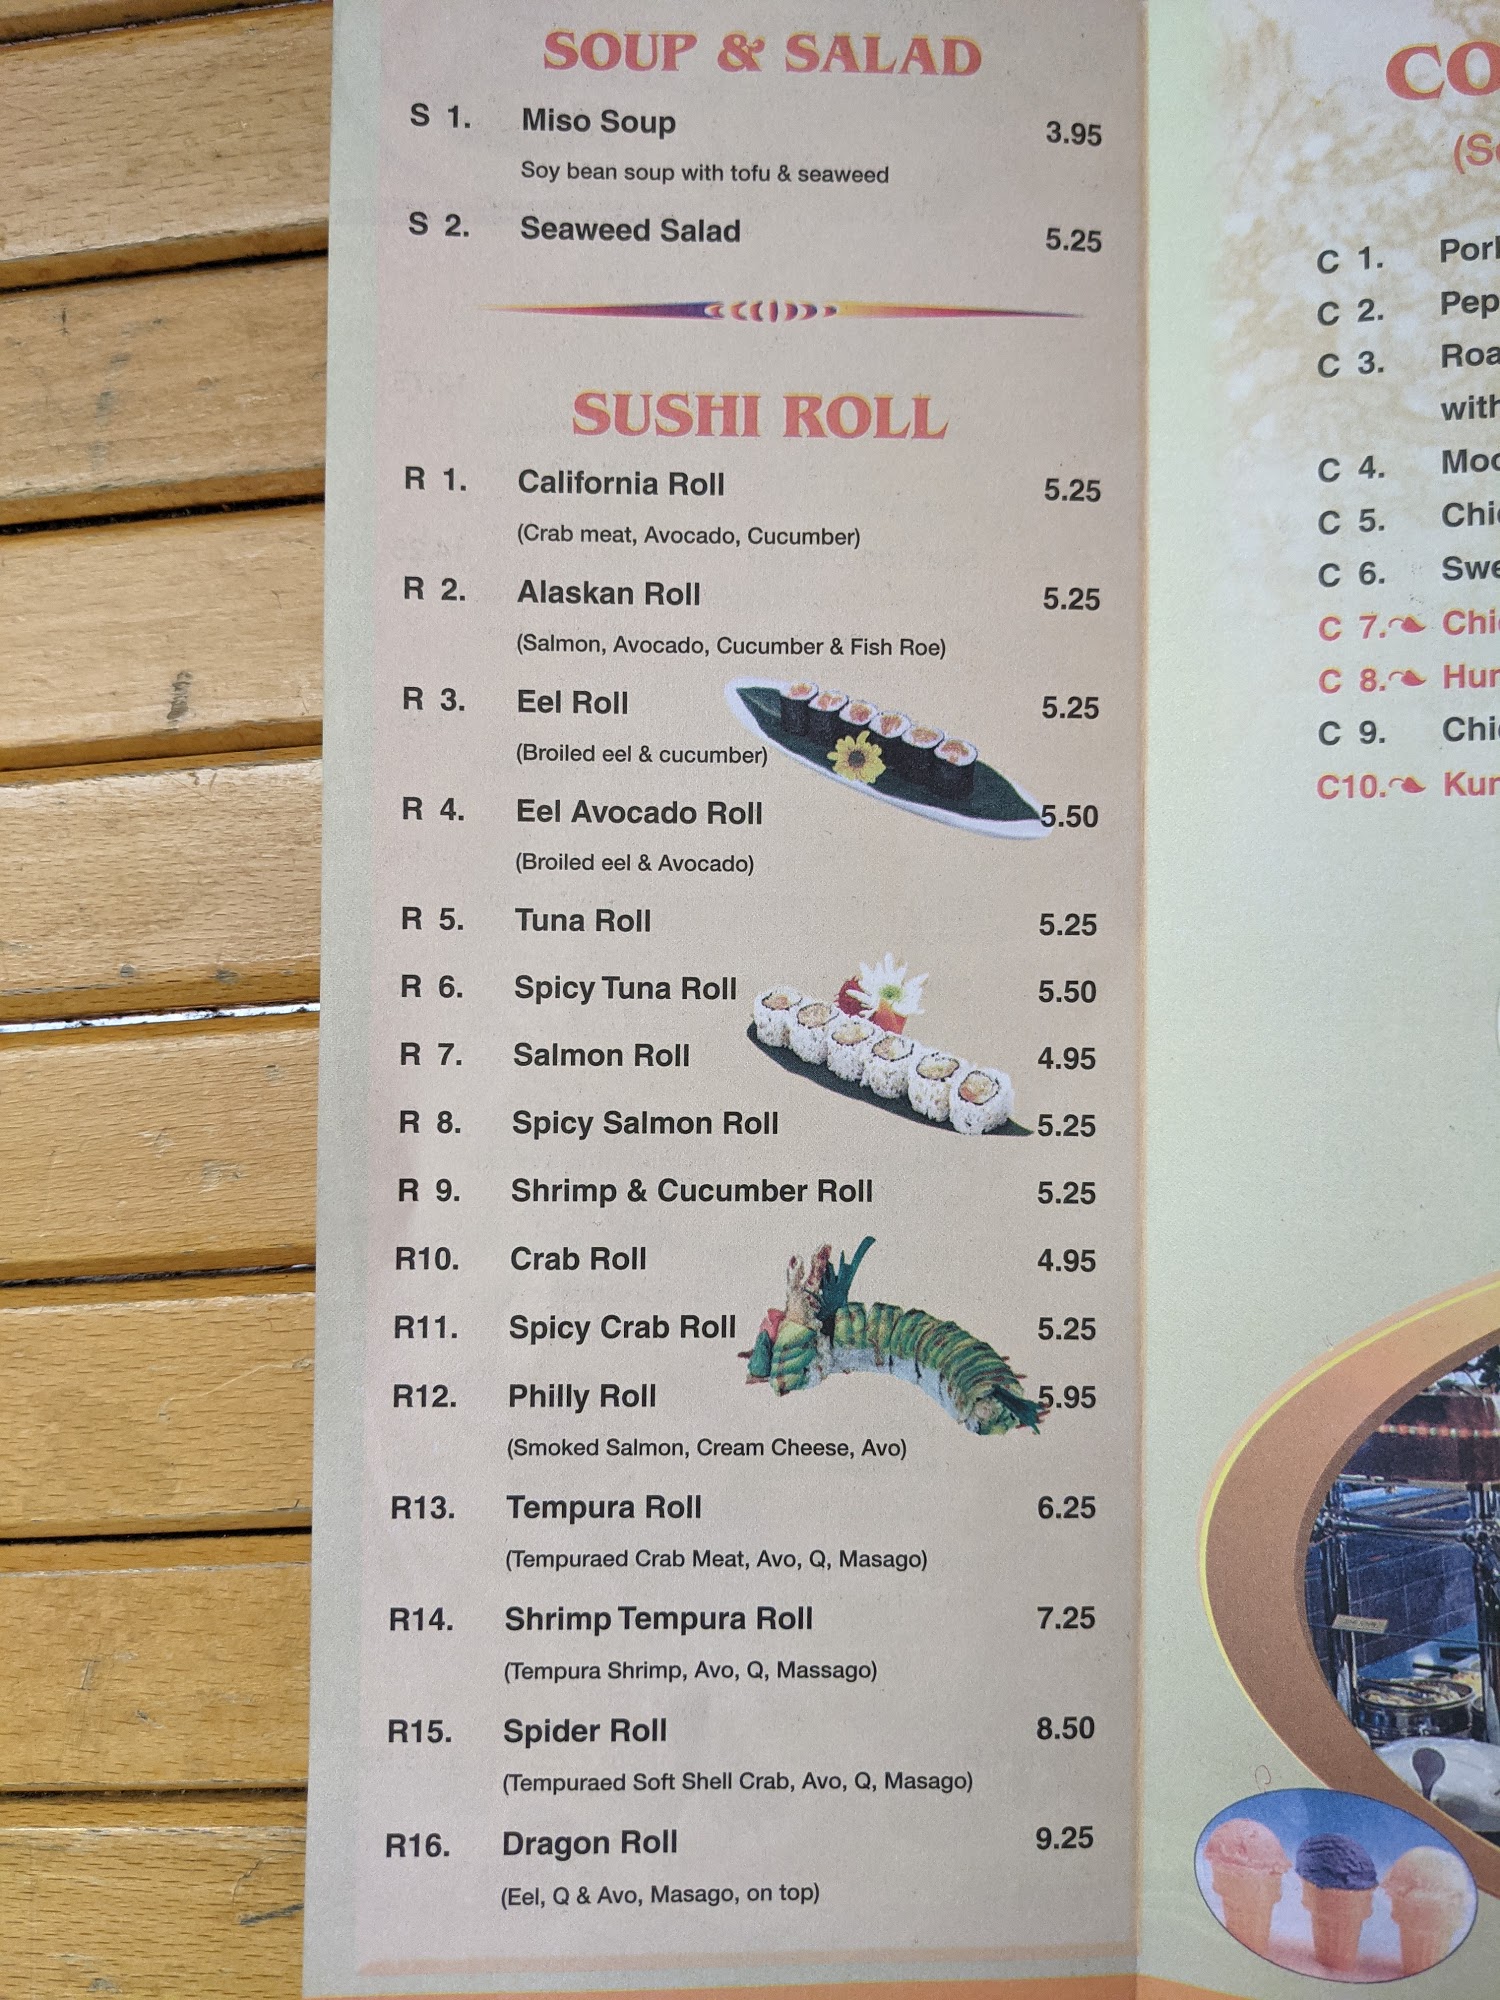 SOUP & SALAD
S 1. Miso Soup 3.95
Soy bean soup with tofu & seaweed
S 2. Seaweed Salad 5.25
SUSHI ROLL
R 1. California Roll 5.25
(Crab meat, Avocado, Cucumber)
R 2. Alaskan Roll 5.25
(Salmon, Avocado, Cucumber & Fish Roe)
R 3. Eel Roll 5.25
(Broiled eel & cucumber)
R 4. Eel Avocado Roll 5.50
(Broiled eel & Avocado)
R 5. Tuna Roll 5.25
R 6. Spicy Tuna Roll 5.50
R 7. Salmon Roll 4.95
R 8. Spicy Salmon Roll 5.25
R 9. Shrimp & Cucumber Roll 5.25
R10. Crab Roll 4.95
R11. Spicy Crab Roll 5.25
R12. Philly Roll 5.95
(Smoked Salmon, Cream Cheese, Avo)
R13. Tempura Roll 6.25
(Tempuraed Crab Meat, Avo, Q, Masago)
R14. Shrimp Tempura Roll 7.25
(Tempura Shrimp, Avo, Q, Massago)
R15. Spider Roll 8.50
(Tempuraed Soft Shell Crab, Avo, Q, Masago)
R16. Dragon Roll 9.25
(Eel, Q & Avo, Masago, on top)
CO
C 1.
C 2.
C 3.
with
C 4.
C 5.
C 6.
C 7.
C 8.
C 9.
C10.